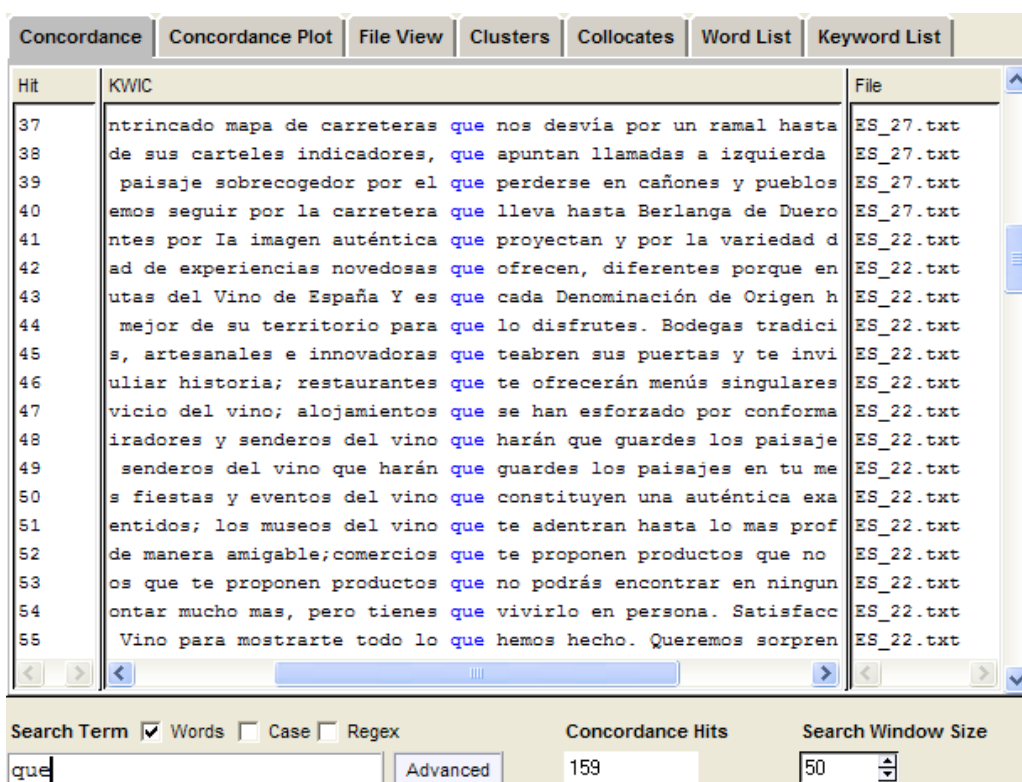 Concordance Concordance Plot File View Clusters Collocates Word List Keyword List
Hit KWIC File
37 ntrincado mapa de carreteras que nos desvía por un ramal hasta ES_27.txt
38 de sus carteles indicadores, que apuntan llamadas a izquierda ES_27.txt
39 paisaje sobrecogedor por el que perderse en cañones y pueblos ES_27.txt
40 emos seguir por la carretera que lleva hasta Berlanga de Duero ES_27.txt
41 ntes por Ia imagen auténtica que proyectan y por la variedad d ES_22.txt
42 ad de experiencias novedosas que ofrecen, diferentes porque en ES_22.txt
43 utas del Vino de España Y es que cada Denominación de Origen h ES_22.txt
44 mejor de su territorio para que lo disfrutes. Bodegas tradici ES_22.txt
45 s, artesanales e innovadoras que teabren sus puertas y te invi ES_22.txt
46 uliar historia; restaurantes que te ofrecerán menús singulares ES_22.txt
47 vicio del vino; alojamientos que se han esforzado por conforma ES_22.txt
48 iradores y senderos del vino que harán que guardes los paisaje ES_22.txt
49 senderos del vino que harán que guardes los paisajes en tu me ES_22.txt
50 s fiestas y eventos del vino que constituyen una auténtica exa ES_22.txt
51 entidos; los museos del vino que te adentran hasta lo mas prof ES_22.txt
52 de manera amigable;comercios que te proponen productos que no ES_22.txt
53 os que te proponen productos que no podrás encontrar en ningun ES_22.txt
54 ontar mucho mas, pero tienes que vivirlo en persona. Satisfacc ES_22.txt
55 Vino para mostrarte todo lo que hemos hecho. Queremos sorpren ES_22.txt
Search Term Words Case Regex Concordance Hits Search Window Size
que Advanced 159 50